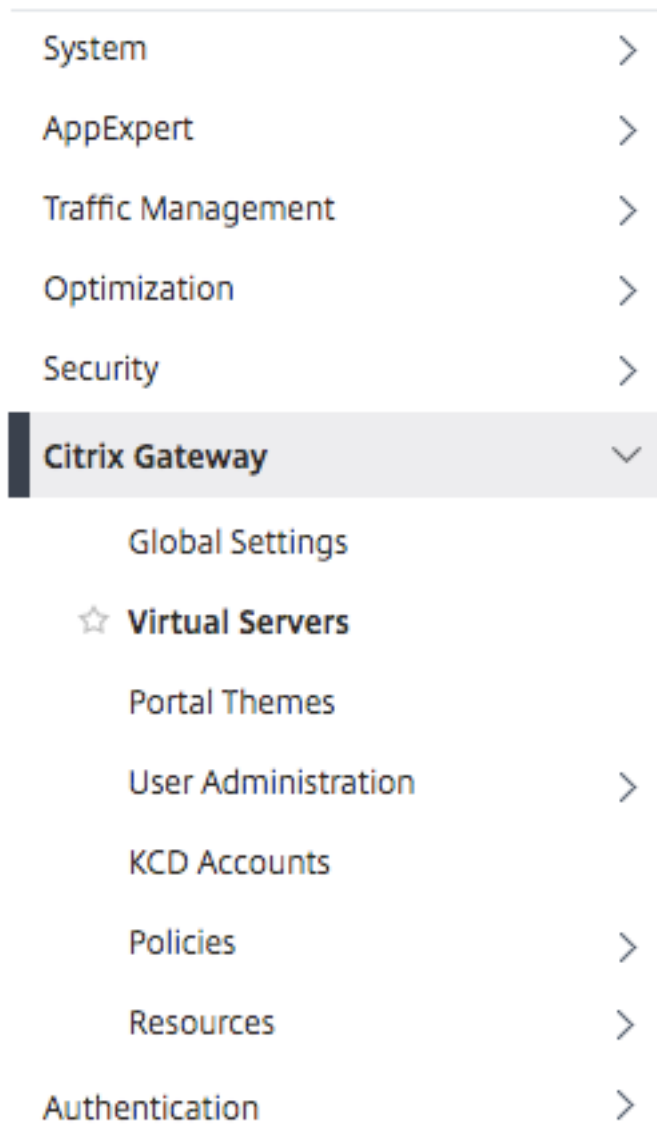 System
AppExpert
Traffic Management
Optimization
Security
Citrix Gateway
Global Settings
Virtual Servers
Portal Themes
User Administration
KCD Accounts
Policies
Resources
Authentication